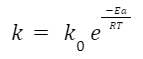 k = k₀ e^(-Ea/RT)